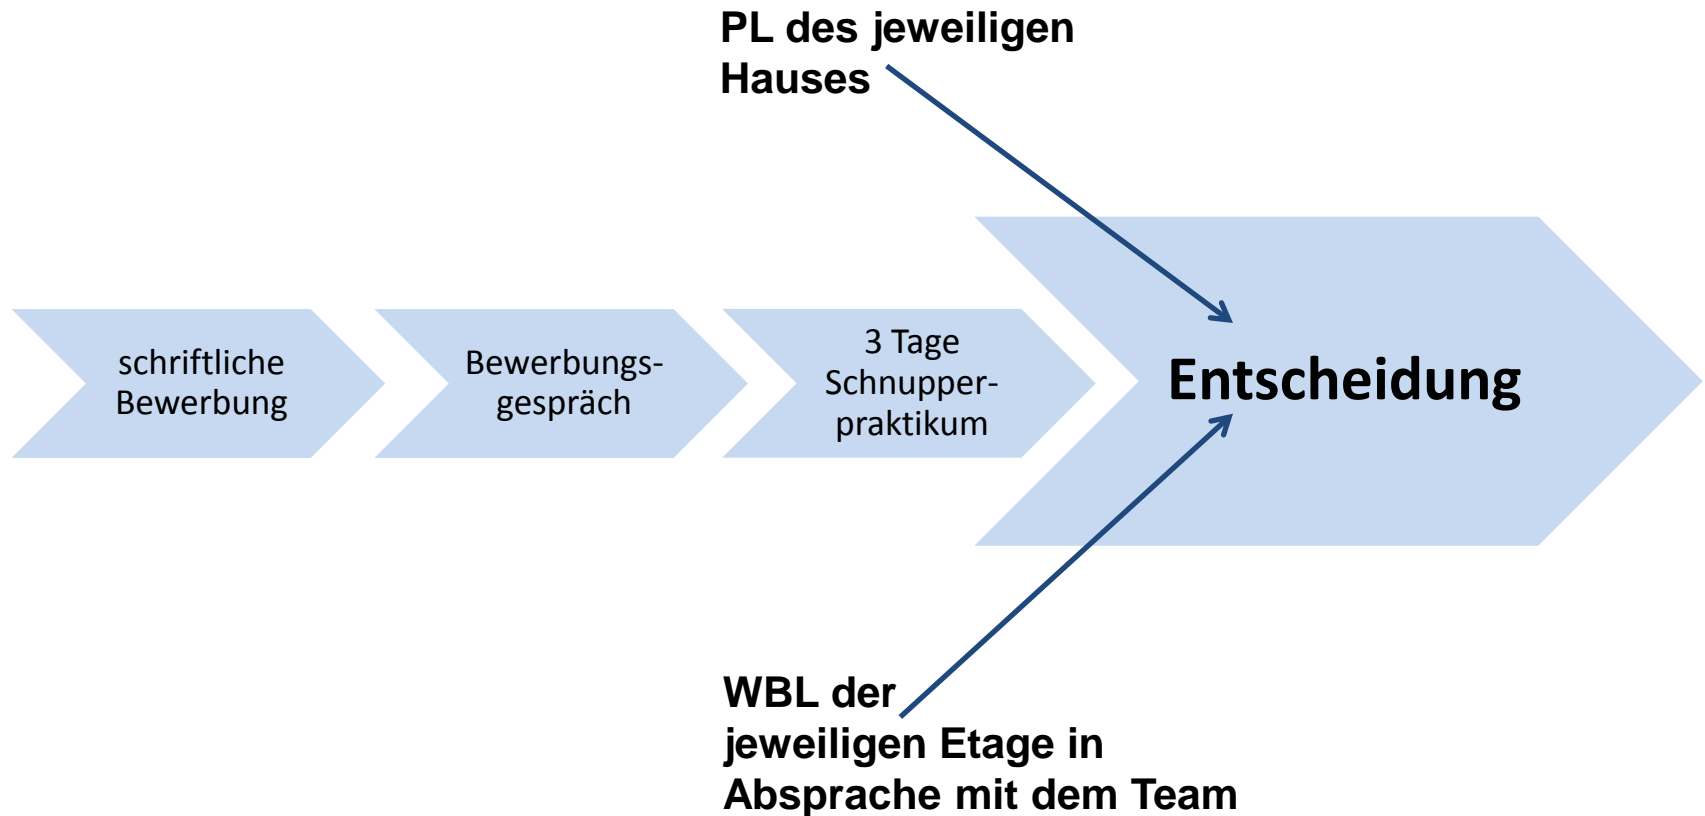 PL des jeweiligen
Hauses
schriftliche
Bewerbung
Bewerbungs-
gespräch
3 Tage
Schnupper-
praktikum
Entscheidung
WBL der
jeweiligen Etage in
Absprache mit dem Team